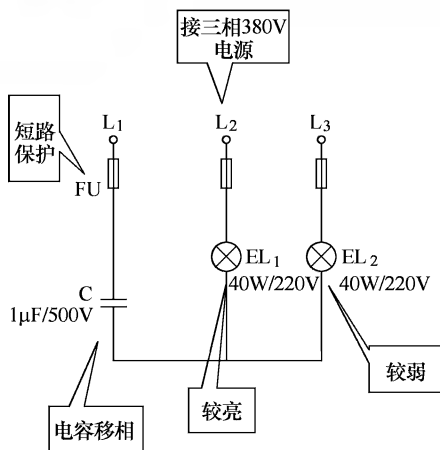 接三相380V
电源
短路
保护
L1
L2
L3
FU
EL1
40W/220V
EL2
40W/220V
C
1μF/500V
较亮
较弱
电容移相